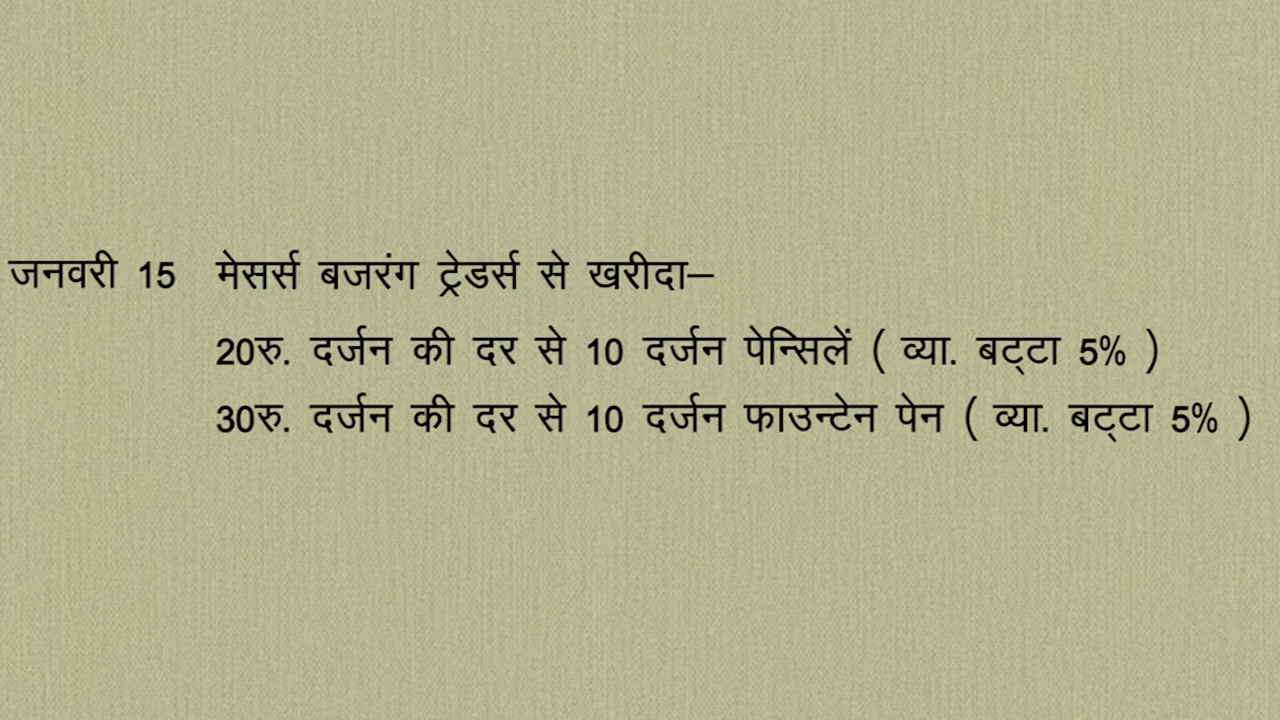 जनवरी 15 मेसर्स बजरंग ट्रेडर्स से खरीदा–
20रु. दर्जन की दर से 10 दर्जन पेन्सिलें ( व्या. बट्‌टा 5% )
30रु. दर्जन की दर से 10 दर्जन फाउन्टेन पेन ( व्या. बट्‌टा 5% )